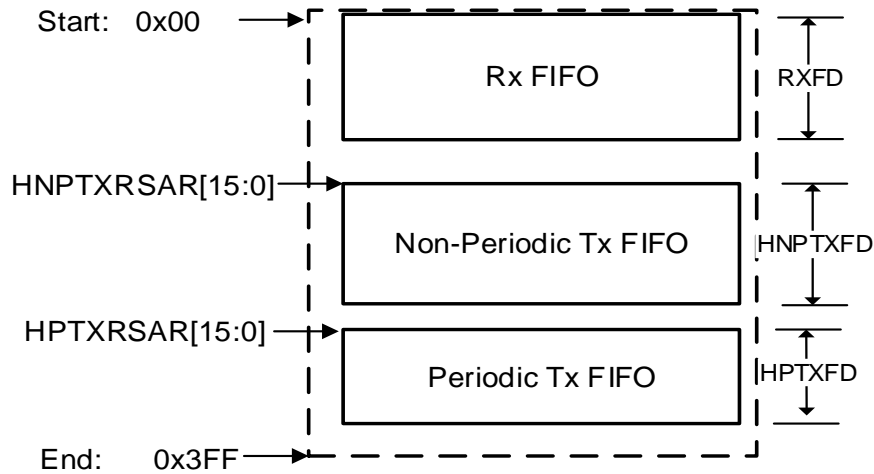 Start: 0x00
Rx FIFO
RXFD
HNPTXRSAR[15:0]
Non-Periodic Tx FIFO
HNPTXFD
HPTXRSAR[15:0]
Periodic Tx FIFO
HPTXFD
End: 0x3FF